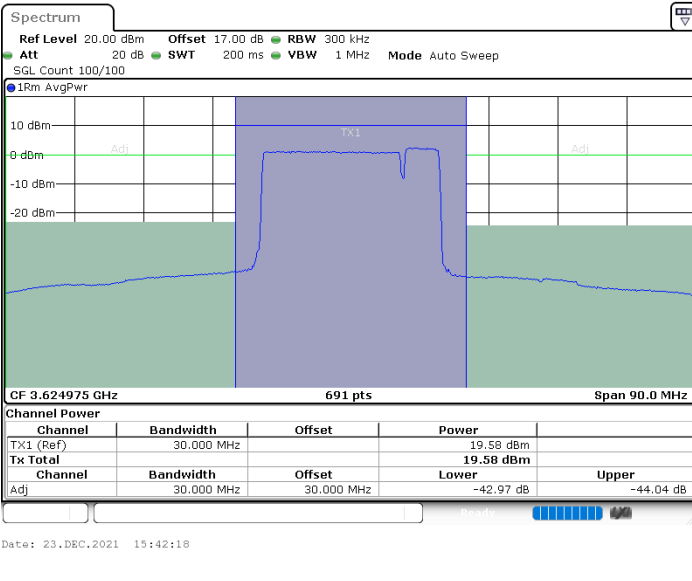 Spectrum
Ref Level 20.00 dBm Offset 17.00 dB RBW 300 kHz
Att 20 dB SWT 200 ms VBW 1 MHz Mode Auto Sweep
SGL Count 100/100
1Rm AvgPwr
10 dBm
TX1
Adj
Adj
0 dBm
-10 dBm
-20 dBm
CF 3.624975 GHz 691 pts Span 90.0 MHz
Channel Power
Channel Bandwidth Offset Power
TX1 (Ref) 30.000 MHz 19.58 dBm
Tx Total 19.58 dBm
Channel Bandwidth Offset Lower Upper
Adj 30.000 MHz 30.000 MHz -42.97 dB -44.04 dB
Ready
Date: 23.DEC.2021 15:42:18